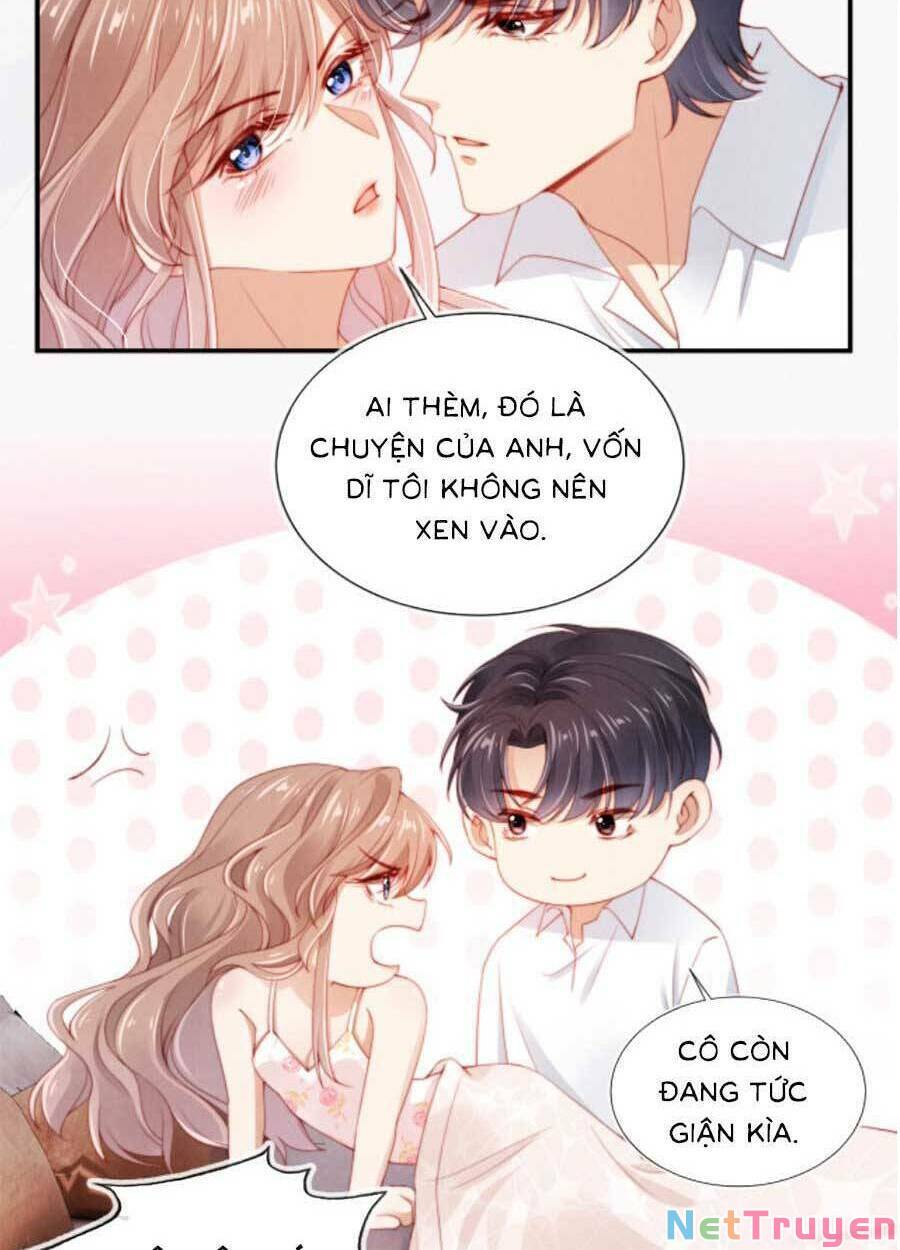 AI THÈM, ĐÓ LÀ
CHUYỆN CỦA ANH, VỐN
DĨ TÔI KHÔNG NÊN
XEN VÀO.
CÔ CÒN
ĐANG TỨC
GIẬN KÌA.
NetTruyen